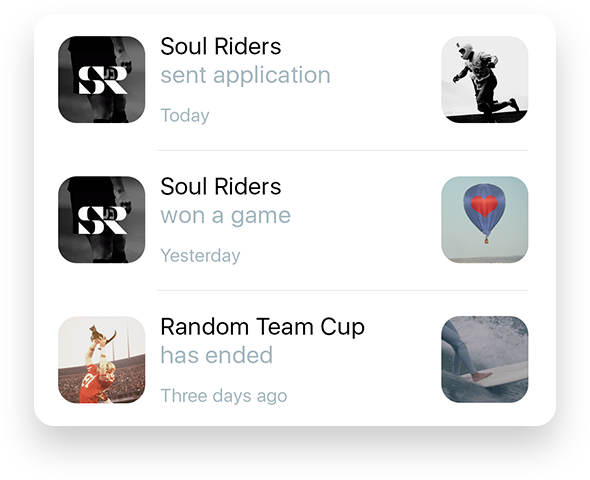 SR
Soul Riders
sent application
Today
SR
Soul Riders
won a game
Yesterday
Random Team Cup
has ended
Three days ago